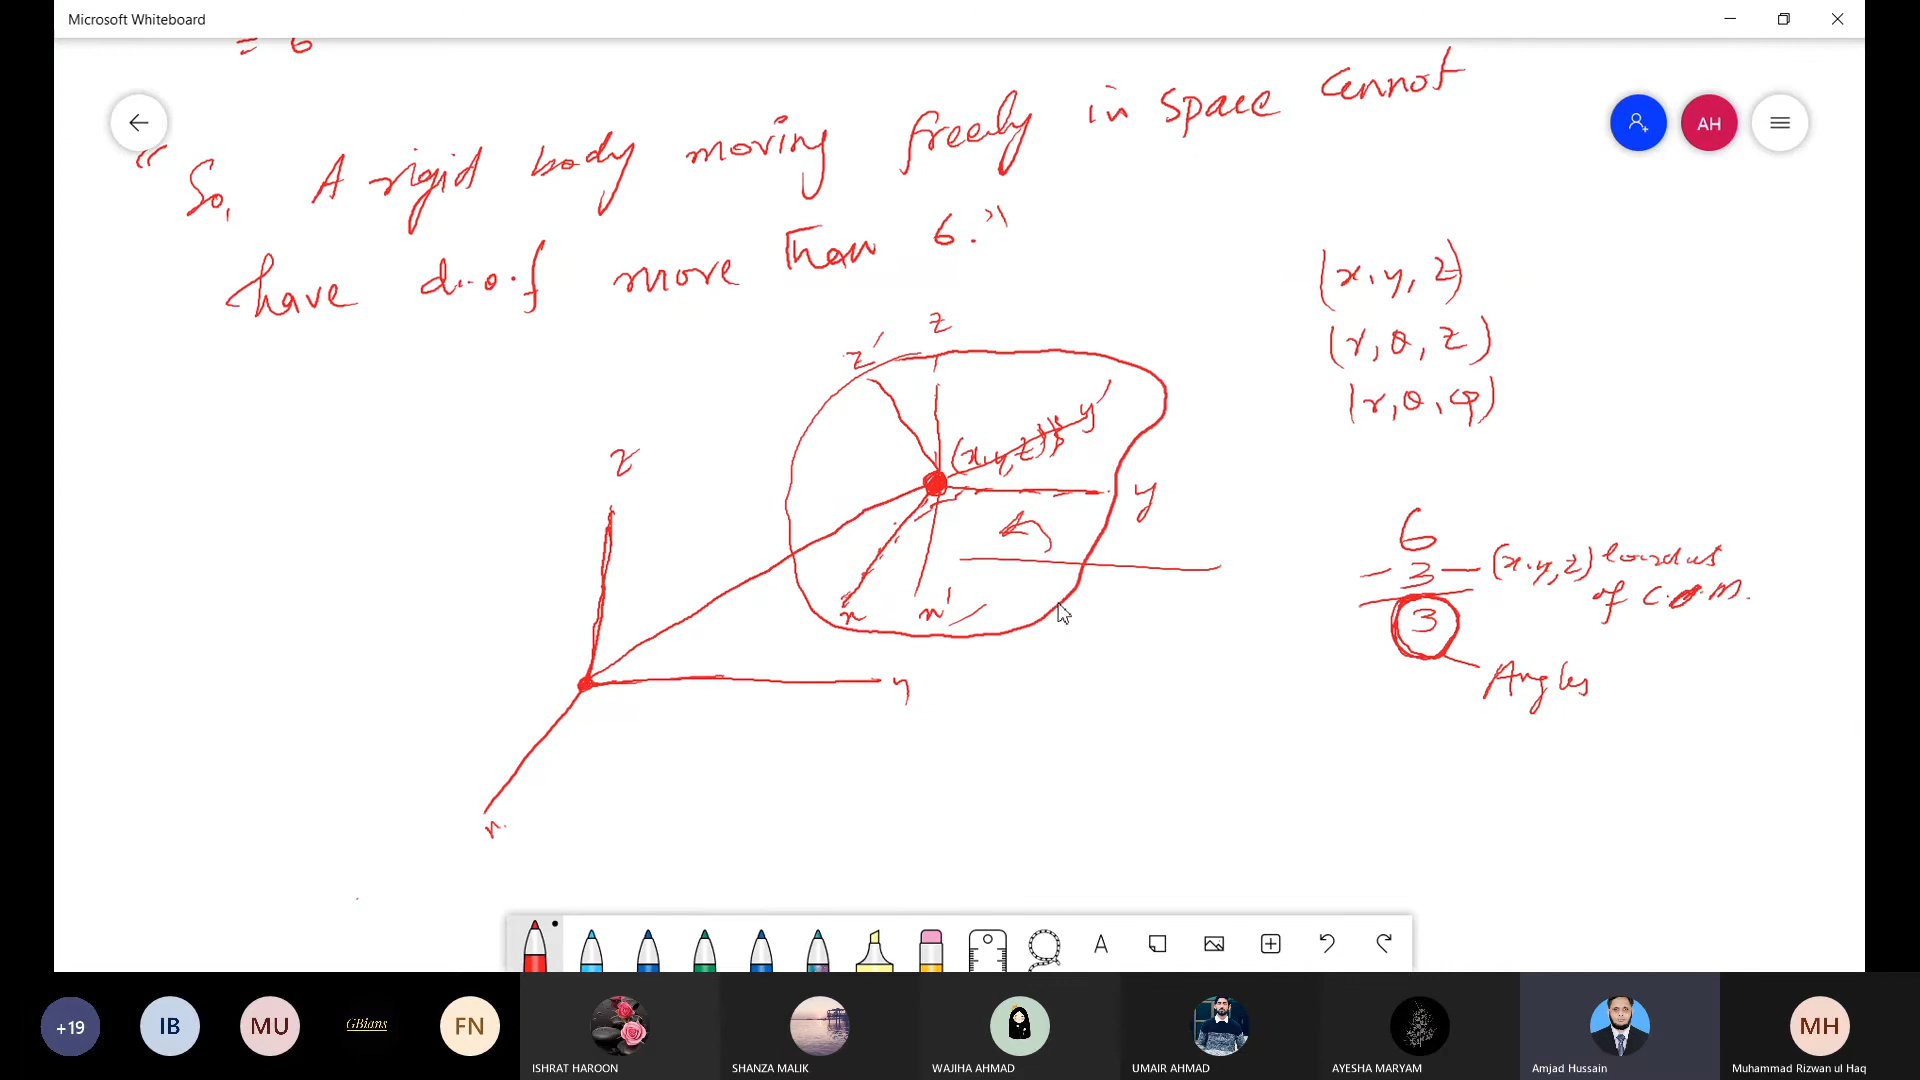 Microsoft Whiteboard
= 6
“ So, A rigid body moving freely in space cannot
have d.o.f more than 6.”
AH
(x, y, z)
(r, θ, z)
(r, θ, φ)
z
z'
(x, y, z)
y'
y
x
x'
z
y
x
6
- 3 - (x, y, z)
of C.O.M.
3
Angles
A
+19
IB
MU
GBians
FN
MH
ISHRAT HAROON
SHANZA MALIK
WAJIHA AHMAD
UMAIR AHMAD
AYESHA MARYAM
Amjad Hussain
Muhammad Rizwan ul Haq